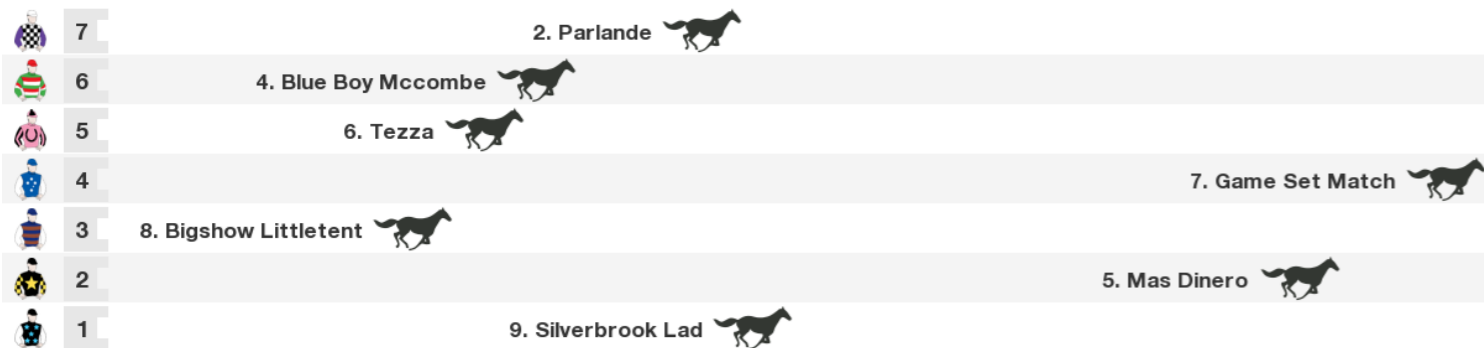 7 2. Parlande
6 4. Blue Boy Mccombe
5 6. Tezza
4 7. Game Set Match
3 8. Bigshow Littletent
2 5. Mas Dinero
1 9. Silverbrook Lad